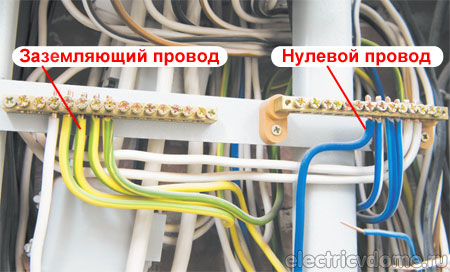 Заземляющий провод
Нулевой провод
electricvdome.ru